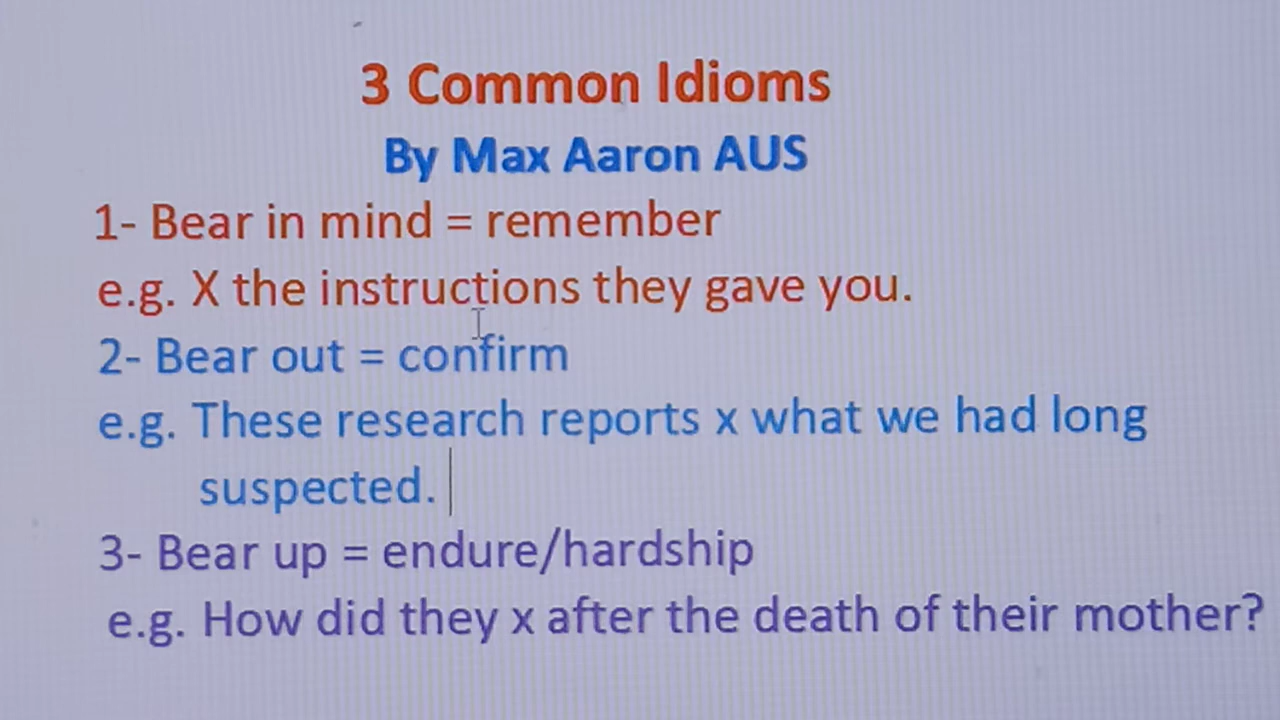 3 Common Idioms
By Max Aaron AUS
1- Bear in mind = remember
e.g. X the instructions they gave you.
2- Bear out = confirm
e.g. These research reports x what we had long
suspected.
3- Bear up = endure/hardship
e.g. How did they x after the death of their mother?